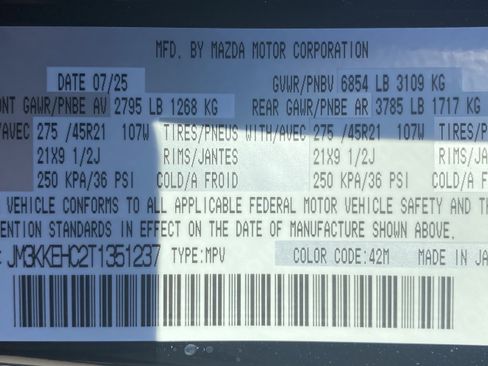 MFD. BY MAZDA MOTOR CORPORATION
DATE 07/25 GVWR/PNBV 6854 LB 3109 KG
NT GAWR/PNBE AV 2795 LB 1268 KG REAR GAWR/PNBE AR 3785 LB 1717 KG
/AVEC 275 /45R21 107W TIRES/PNEUS WITH/AVEC 275 /45R21 107W TIRES/P
21X9 1/2J RIMS/JANTES 21X9 1/2J RIMS/J
250 KPA/36 PSI COLD/A FROID 250 KPA/36 PSI COLD/A
VEHICLE CONFORMS TO ALL APPLICABLE FEDERAL MOTOR VEHICLE SAFETY AND TH
ENTION STANDARDS IN EFFECT ON THE DATE OF MANUFACTURE SHOWN ABOVE.
JM3KKEHC2T1351237 TYPE:MPV COLOR CODE:42M MADE IN JA